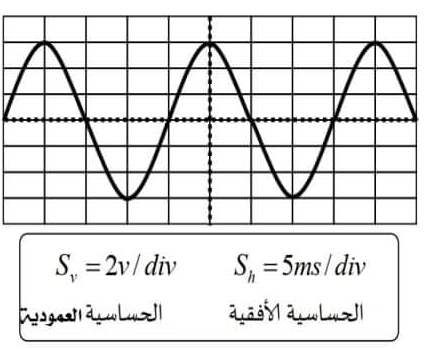 S_v = 2v / div
S_h = 5ms / div
الحساسية العمودية
الحساسية الأفقية